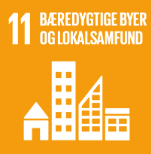 11 BÆREDYGTIGE BYER
OG LOKALSAMFUND